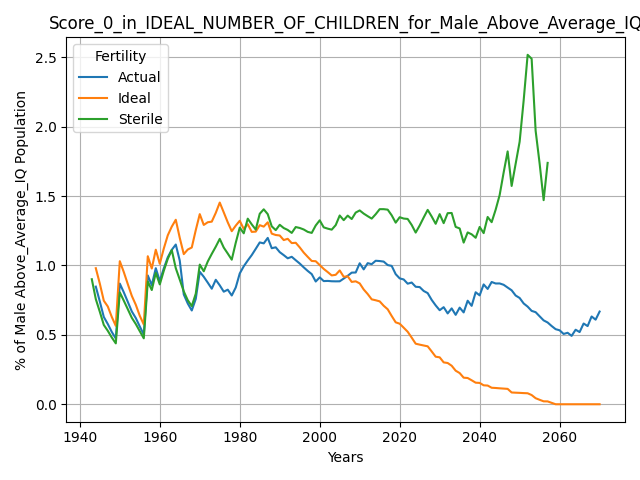 Score_0_in_IDEAL_NUMBER_OF_CHILDREN_for_Male_Above_Average_IQ
Fertility
Actual
Ideal
Sterile
% of Male Above_Average_IQ Population
2.5
2.0
1.5
1.0
0.5
0.0
1940 1960 1980 2000 2020 2040 2060
Years